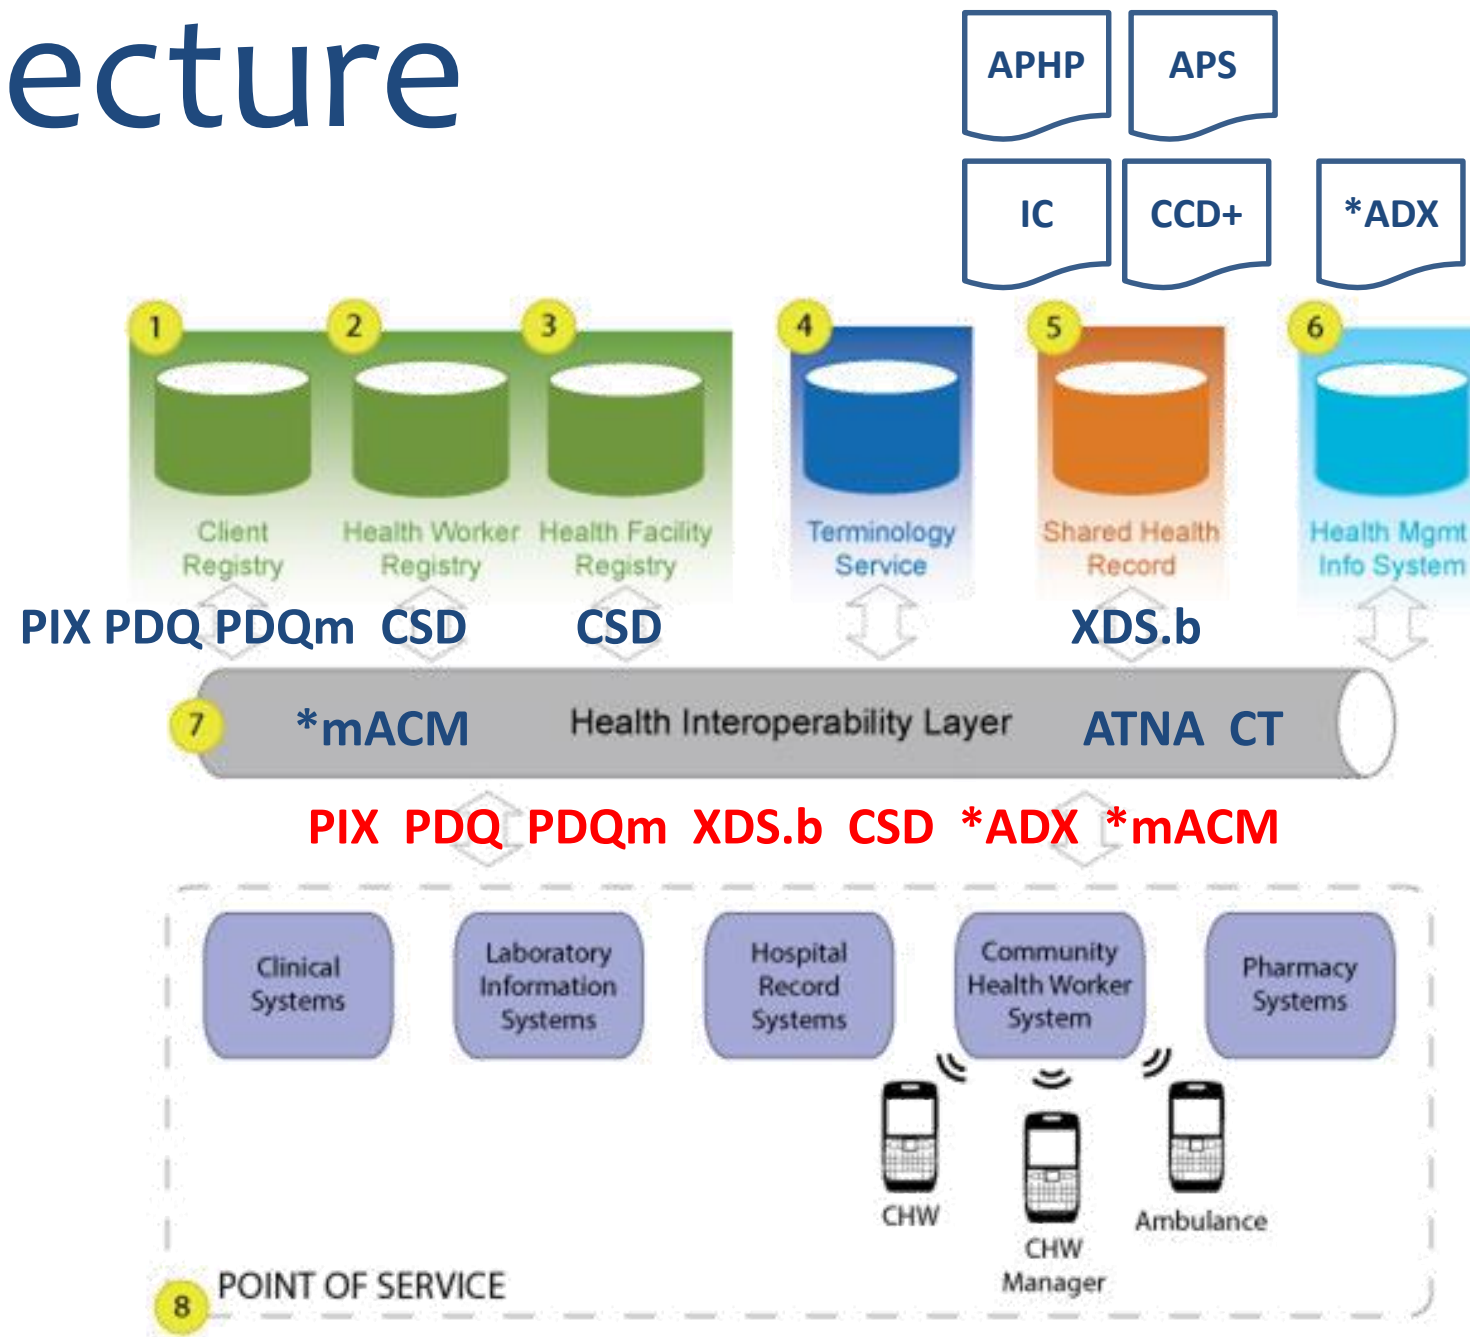 ecture
APHP
APS
IC
CCD+
*ADX
1
2
3
4
5
6
Client
Registry
Health Worker
Registry
Health Facility
Registry
Terminology
Service
Shared Health
Record
Health Mgmt
Info System
PIX PDQ PDQm CSD
CSD
XDS.b
7
*mACM
Health Interoperability Layer
ATNA CT
PIX PDQ PDQm XDS.b CSD *ADX *mACM
Clinical
Systems
Laboratory
Information
Systems
Hospital
Record
Systems
Community
Health Worker
System
Pharmacy
Systems
CHW
CHW
Manager
Ambulance
8
POINT OF SERVICE